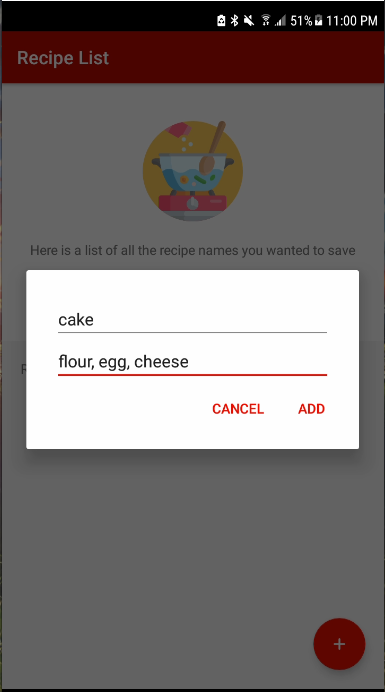 51% 11:00 PM
Recipe List
Here is a list of all the recipe names you wanted to save
cake
flour, egg, cheese
CANCEL ADD
+